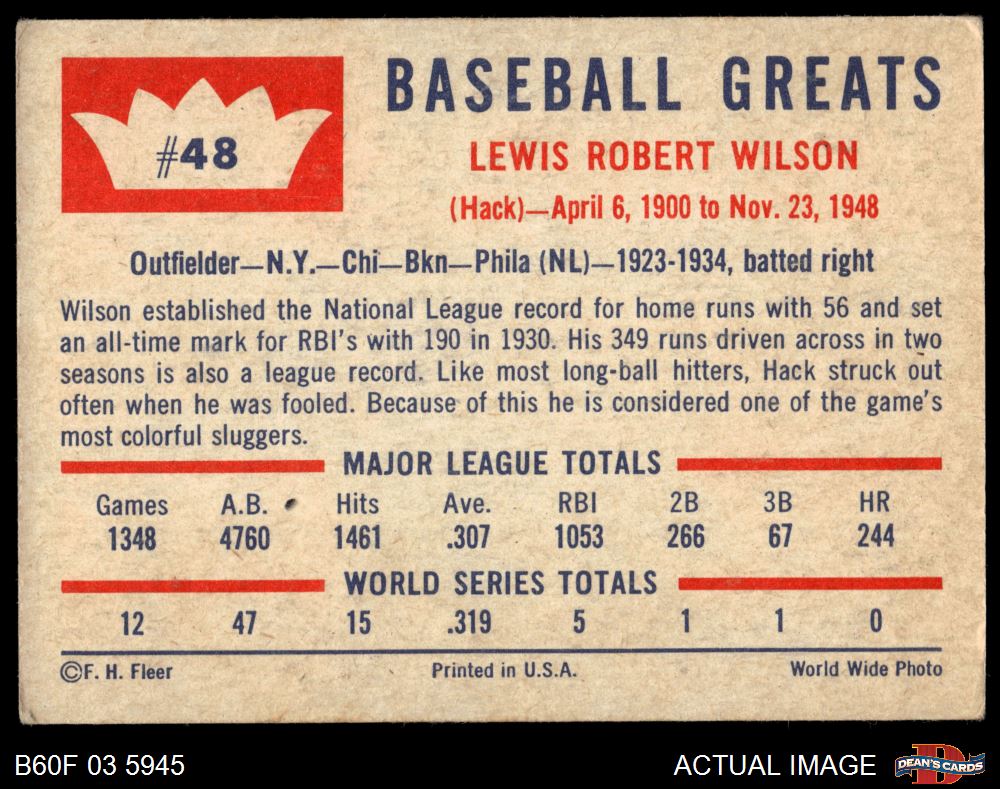 #48
BASEBALL GREATS
LEWIS ROBERT WILSON
(Hack)—April 6, 1900 to Nov. 23, 1948
Outfielder—N.Y.—Chi—Bkn—Phila (NL)—1923-1934, batted right
Wilson established the National League record for home runs with 56 and set
an all-time mark for RBI's with 190 in 1930. His 349 runs driven across in two
seasons is also a league record. Like most long-ball hitters, Hack struck out
often when he was fooled. Because of this he is considered one of the game's
most colorful sluggers.
MAJOR LEAGUE TOTALS
Games A.B. Hits Ave. RBI 2B 3B HR
1348 4760 1461 .307 1053 266 67 244
WORLD SERIES TOTALS
12 47 15 .319 5 1 1 0
©F. H. Fleer Printed in U.S.A. World Wide Photo
B60F 03 5945 ACTUAL IMAGE DEAN'S CARDS